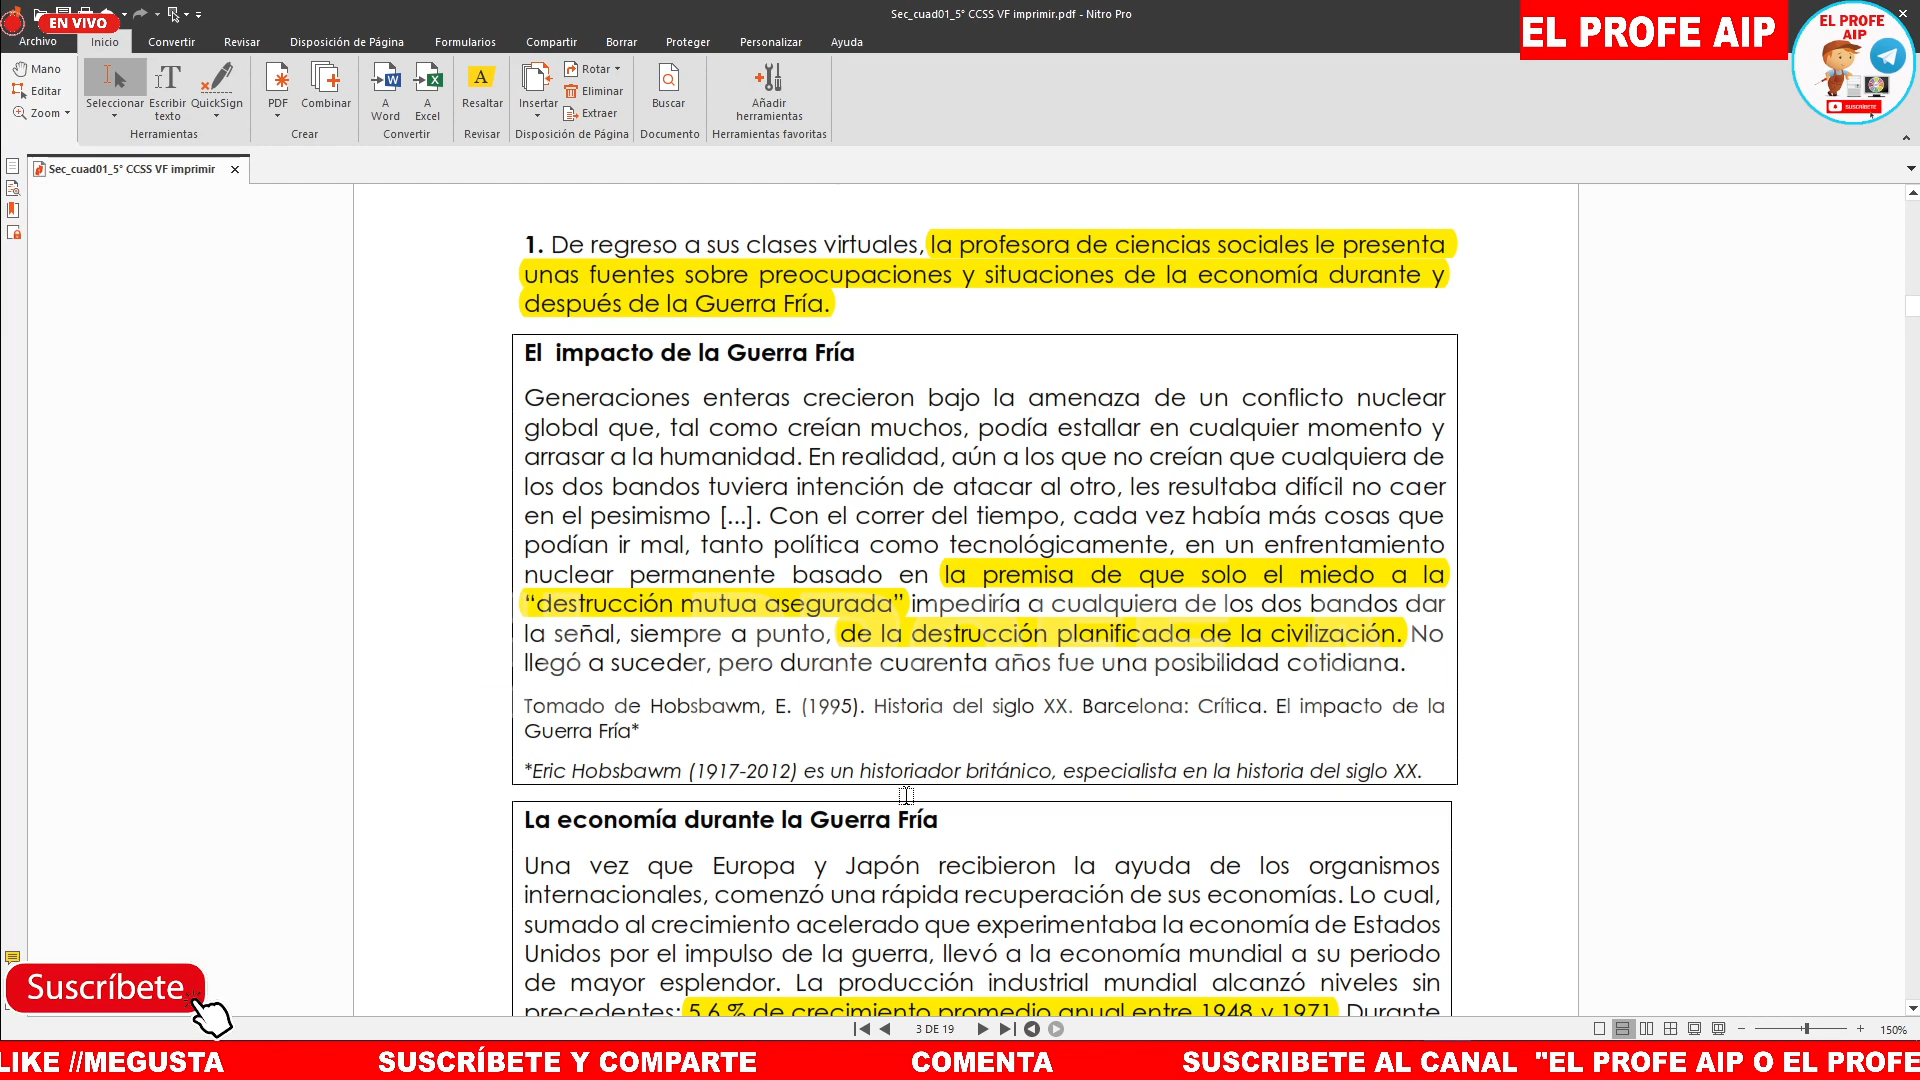 EN VIVO
Sec_cuad01_5° CCSS VF imprimir.pdf - Nitro Pro
EL PROFE AIP
EL PROFE
AIP
SUSCRIBETE
Archivo Inicio Convertir Revisar Disposición de Página Formularios Compartir Borrar Proteger Personalizar Ayuda
Mano
Editar
Zoom
Seleccionar
Escribir
texto
QuickSign
Herramientas
PDF
Combinar
Crear
A
Word
A
Excel
Convertir
A
Resaltar
Revisar
Insertar
Rotar
Eliminar
Extraer
Disposición de Página
Buscar
Documento
Añadir
herramientas
Herramientas favoritas
Sec_cuad01_5° CCSS VF imprimir
1. De regreso a sus clases virtuales, la profesora de ciencias sociales le presenta
unas fuentes sobre preocupaciones y situaciones de la economía durante y
después de la Guerra Fría.
El impacto de la Guerra Fría
Generaciones enteras crecieron bajo la amenaza de un conflicto nuclear
global que, tal como creían muchos, podía estallar en cualquier momento y
arrasar a la humanidad. En realidad, aún a los que no creían que cualquiera de
los dos bandos tuviera intención de atacar al otro, les resultaba difícil no caer
en el pesimismo [...]. Con el correr del tiempo, cada vez había más cosas que
podían ir mal, tanto política como tecnológicamente, en un enfrentamiento
nuclear permanente basado en la premisa de que solo el miedo a la
“destrucción mutua asegurada” impediría a cualquiera de los dos bandos dar
la señal, siempre a punto, de la destrucción planificada de la civilización. No
llegó a suceder, pero durante cuarenta años fue una posibilidad cotidiana.
Tomado de Hobsbawm, E. (1995). Historia del siglo XX. Barcelona: Crítica. El impacto de la
Guerra Fría*
*Eric Hobsbawm (1917-2012) es un historiador británico, especialista en la historia del siglo XX.
La economía durante la Guerra Fría
Una vez que Europa y Japón recibieron la ayuda de los organismos
internacionales, comenzó una rápida recuperación de sus economías. Lo cual,
sumado al crecimiento acelerado que experimentaba la economía de Estados
Unidos por el impulso de la guerra, llevó a la economía mundial a su periodo
de mayor esplendor. La producción industrial mundial alcanzó niveles sin
precedentes: 5,6 % de crecimiento promedio anual entre 1948 y 1971. Durante
Suscríbete
3 DE 19
150%
LIKE //MEGUSTA SUSCRÍBETE Y COMPARTE COMENTA SUSCRIBETE AL CANAL "EL PROFE AIP O EL PROFE